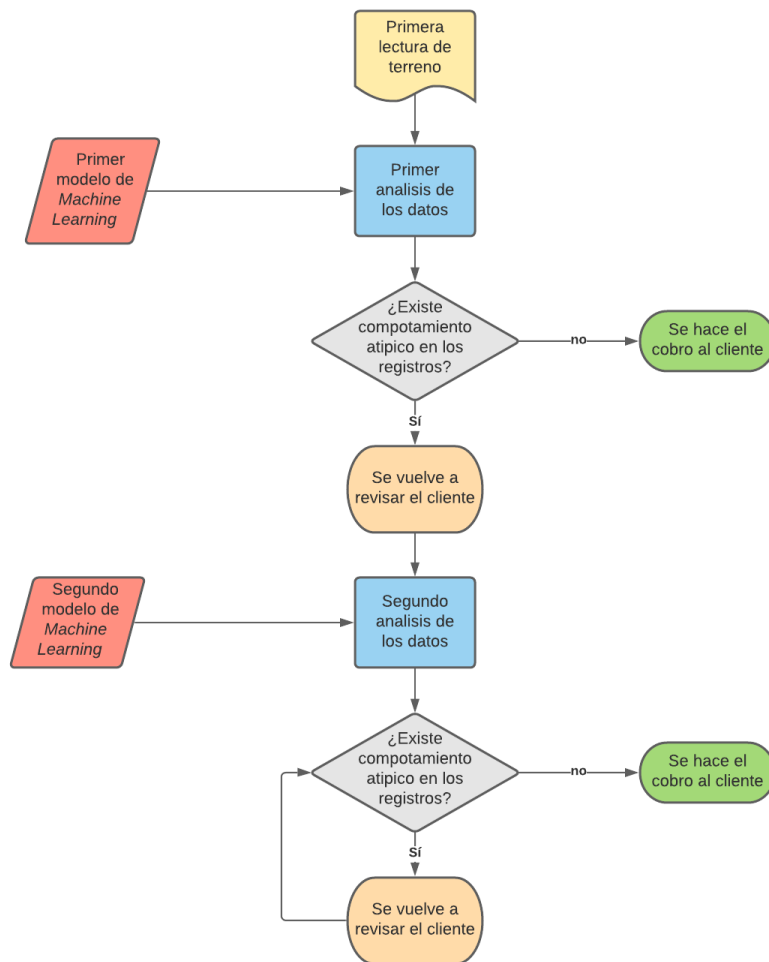 Primera
lectura de
terreno
Primer
modelo de
Machine
Learning
Primer
analisis de
los datos
¿Existe
compotamiento
atipico en los
registros?
no
Se hace el
cobro al cliente
Sí
Se vuelve a
revisar el cliente
Segundo
modelo de
Machine
Learning
Segundo
analisis de
los datos
¿Existe
compotamiento
atipico en los
registros?
no
Se hace el
cobro al cliente
Sí
Se vuelve a
revisar el cliente